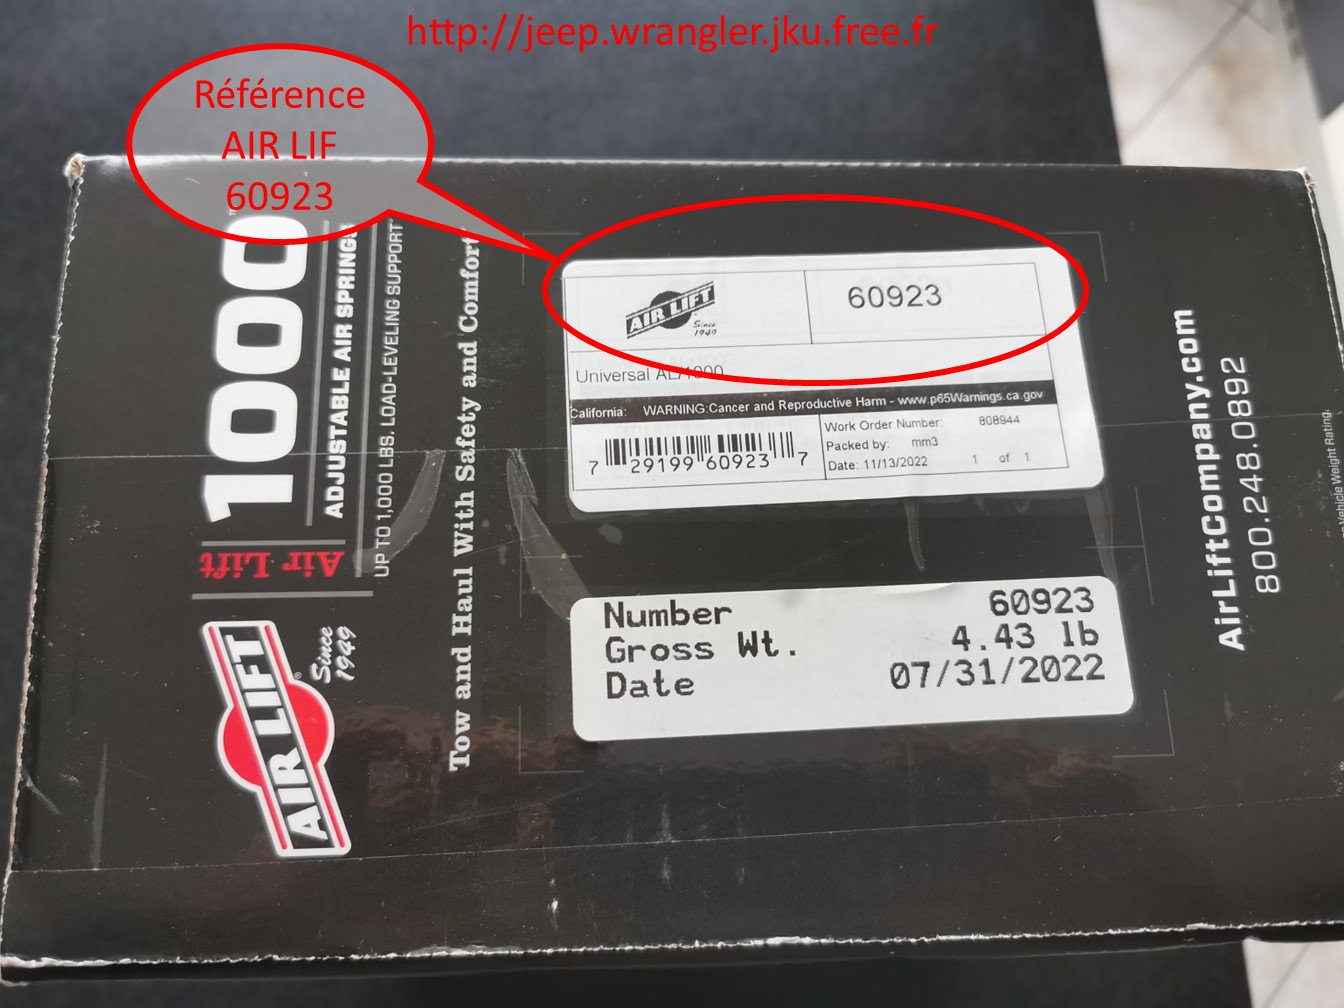 http://jeep.wrangler.jku.free.fr
Référence
AIR LIF
60923
1000
ADJUSTABLE AIR SPRINGS
UP TO 1,000 LBS. LOAD-LEVELING SUPPORT
Air Lift
AIR LIFT
Since
1949
Tow and Haul With Safety and Comfort
AIR LIFT
Since
1949
60923
Universal AL/1000
California: WARNING:Cancer and Reproductive Harm - www.p65Warnings.ca.gov
7 29199 60923 7
Work Order Number: 808944
Packed by: mm3
Date: 11/13/2022 1 of 1
Number 60923
Gross Wt. 4.43 lb
Date 07/31/2022
AirLiftCompany.com
800.248.0892
Vehicle Weight Rating.